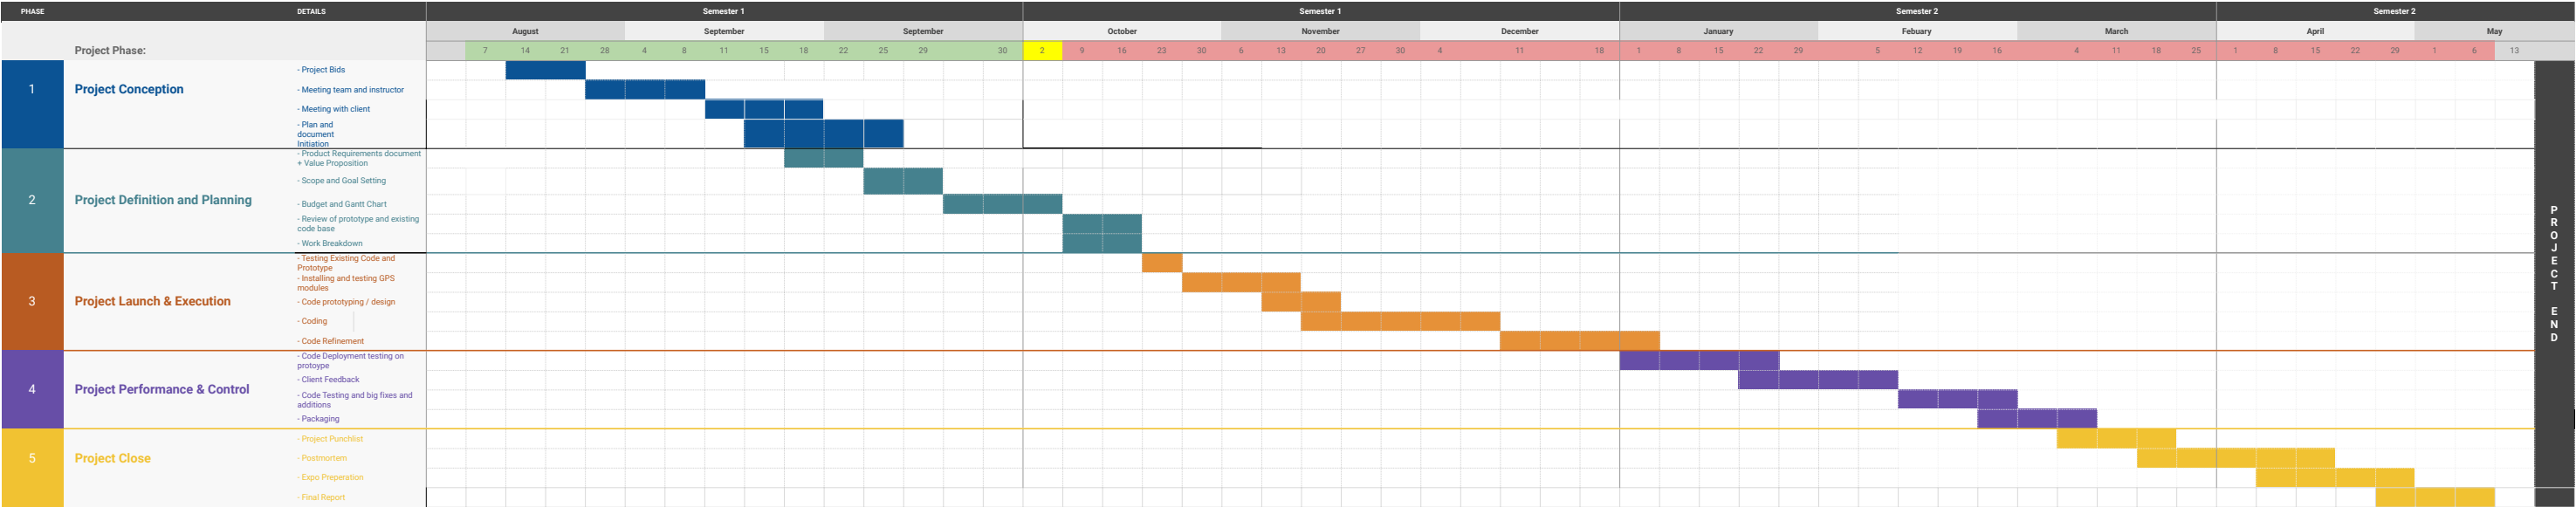 PHASE DETAILS Semester 1 Semester 1 Semester 2 Semester 2
August September September October November December January Febuary March April May
Project Phase: 7 14 21 28 4 8 11 15 18 22 25 29 30 2 9 16 23 30 6 13 20 27 30 4 11 18 1 8 15 22 29 5 12 19 16 4 11 18 25 1 8 15 22 29 1 6 13
1 Project Conception
- Project Bids
- Meeting team and instructor
- Meeting with client
- Plan and
document
Initiation
2 Project Definition and Planning
- Product Requirements document
+ Value Proposition
- Scope and Goal Setting
- Budget and Gantt Chart
- Review of prototype and existing
code base
- Work Breakdown
3 Project Launch & Execution
- Testing Existing Code and
Prototype
- Installing and testing GPS
modules
- Code prototyping / design
- Coding
- Code Refinement
4 Project Performance & Control
- Code Deployment testing on
protoype
- Client Feedback
- Code Testing and big fixes and
additions
- Packaging
5 Project Close
- Project Punchlist
- Postmortem
- Expo Preperation
- Final Report
PROJECT END